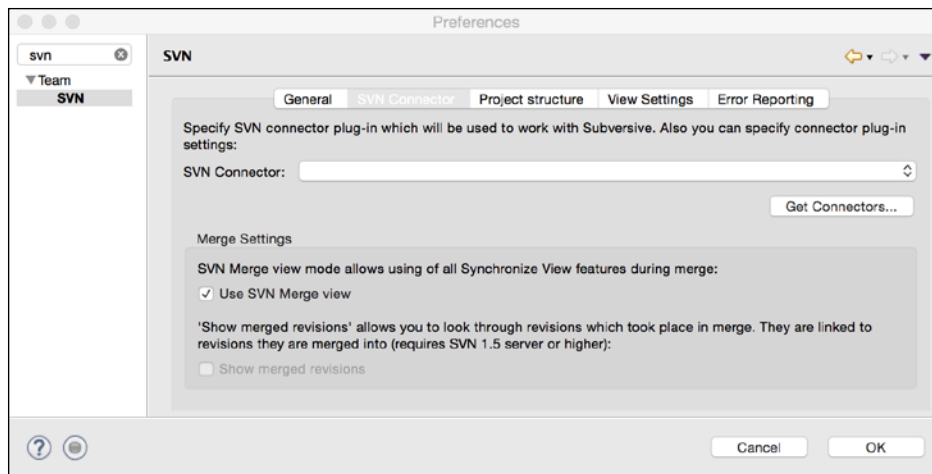 Preferences
svn
SVN
Team
SVN
General SVN Connector Project structure View Settings Error Reporting
Specify SVN connector plug-in which will be used to work with Subversive. Also you can specify connector plug-in
settings:
SVN Connector:
Get Connectors...
Merge Settings
SVN Merge view mode allows using of all Synchronize View features during merge:
Use SVN Merge view
'Show merged revisions' allows you to look through revisions which took place in merge. They are linked to
revisions they are merged into (requires SVN 1.5 server or higher):
Show merged revisions
?
Cancel OK